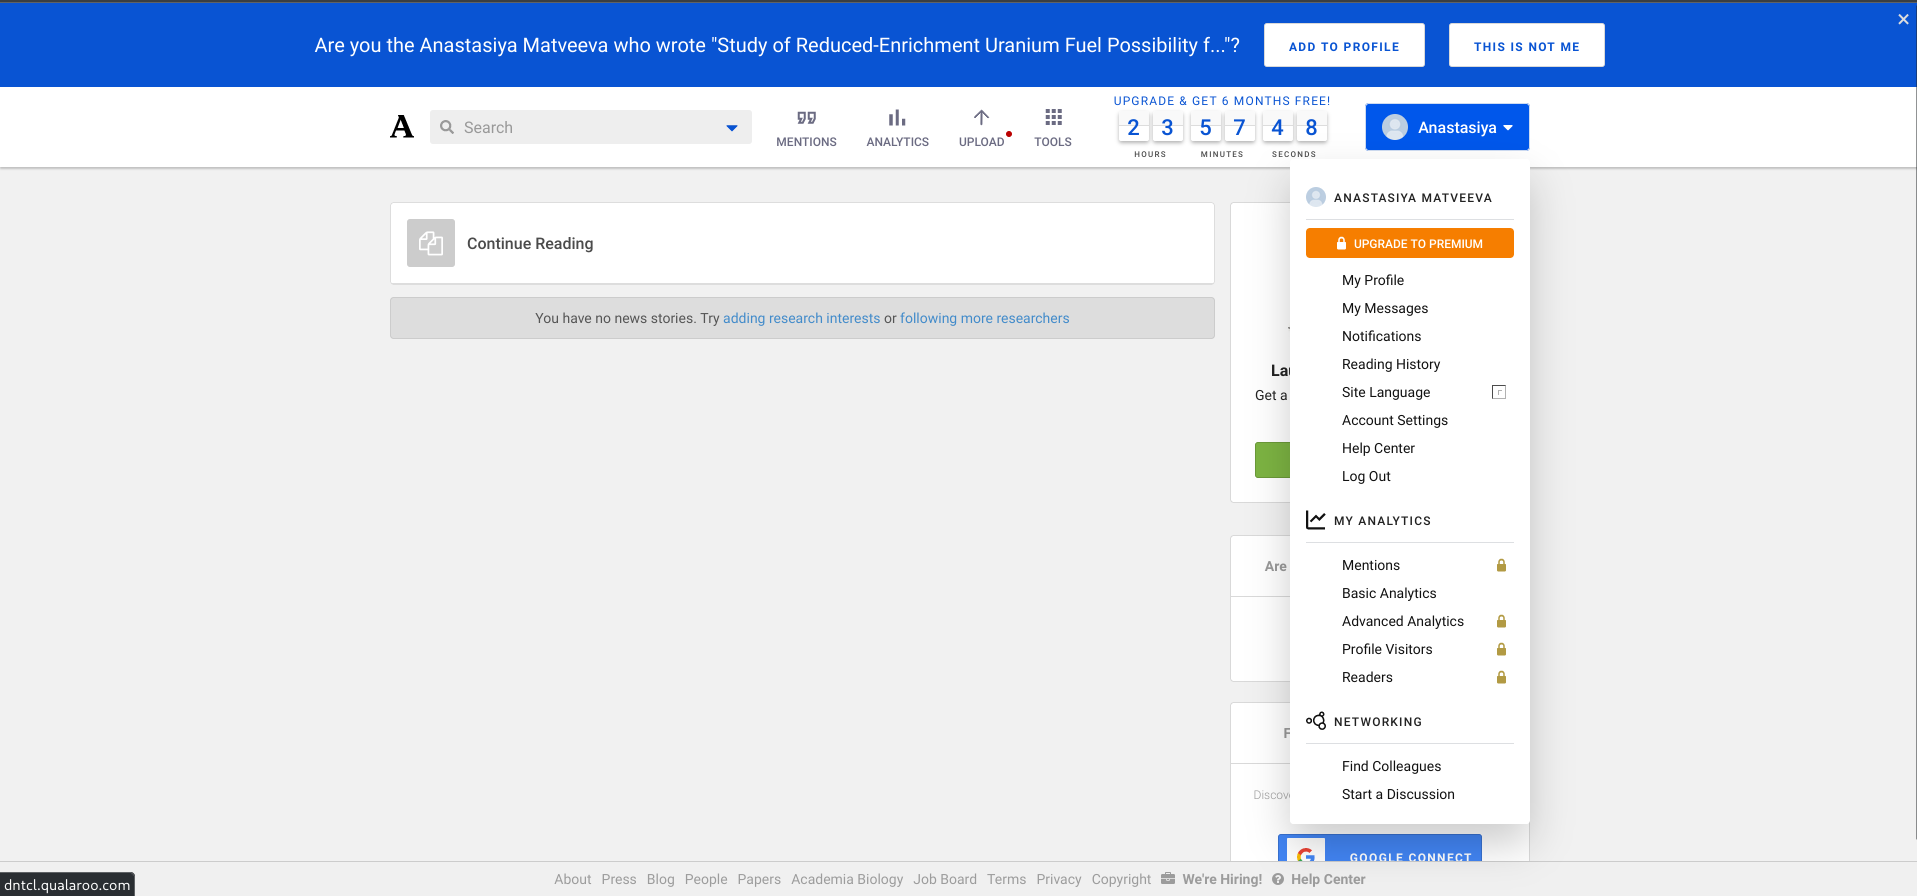 Are you the Anastasiya Matveeva who wrote "Study of Reduced-Enrichment Uranium Fuel Possibility f..."?
ADD TO PROFILE
THIS IS NOT ME
A
Search
MENTIONS
ANALYTICS
UPLOAD
TOOLS
UPGRADE & GET 6 MONTHS FREE!
2 3 5 7 4 8
HOURS MINUTES SECONDS
Anastasiya
Continue Reading
You have no news stories. Try adding research interests or following more researchers
Get a
Are
ANASTASIYA MATVEEVA
UPGRADE TO PREMIUM
My Profile
My Messages
Notifications
Reading History
Site Language
Account Settings
Help Center
Log Out
MY ANALYTICS
Mentions
Basic Analytics
Advanced Analytics
Profile Visitors
Readers
NETWORKING
Find Colleagues
Start a Discussion
GOOGLE CONNECT
About Press Blog People Papers Academia Biology Job Board Terms Privacy Copyright We're Hiring! Help Center
dntcl.qualaroo.com